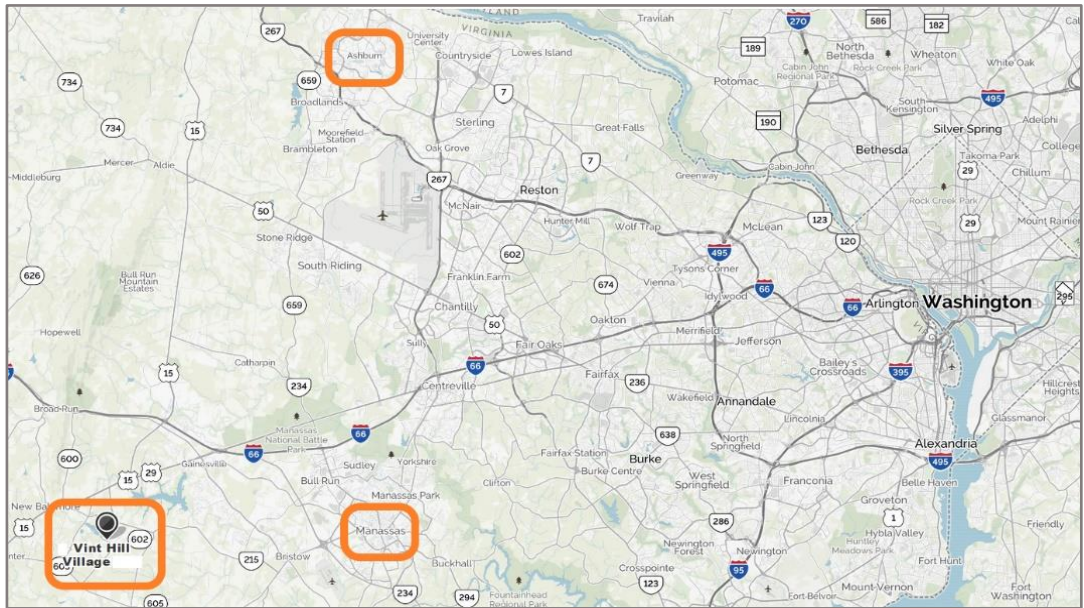 LAND
VIRGINIA
Travilah
270
586
182
267
University
Center
Ashburn
Countryside
Lowes Island
189
North
Bethesda
Rock Creek Park
Wheaton
White Oak
Cabin John
Regional Park
Potomac
734
659
7
495
Broadlands
South
Kensington
Adelphi
190
734
15
Moorefield
Station
Sterling
Great Falls
Silver Spring
Brambleton
Oak Grove
Bethesda
College
Mercer
Aldie
7
Takoma Park
Cabin John
29
Chillum
Middleburg
267
Greenway
Reston
Rock Creek Park
McNair
50
Hunter Mill
Wolf Trap
123
McLean
29
Mount Rainier
Stone Ridge
120
602
495
626
South Riding
Tysons Corner
Bull Run
Mountain
Estates
Franklin Farm
674
Vienna
66
295
659
Chantilly
Idylwood
66
Arlington
Washington
50
Oakton
Merrifield
Hopewell
Sully
Fair Oaks
Jefferson
Catharpin
66
Bailey's
Crossroads
395
15
234
Centreville
Fairfax
236
Hillcrest
Heights
Wakefield
Annandale
Broad Run
Lincolnia
Glassmanor
Manassas
National Battle
Park
66
638
North
Springfield
Alexandria
66
Fairfax Station
Burke
495
600
Gainesville
Sudley
Yorkshire
Burke Centre
15
29
Bull Run
Clifton
West
Springfield
Franconia
Belle Haven
Manassas Park
Groveton
New Baltimore
286
1
15
602
Manassas
Hybla Valley
Friendly
Vint Hill
Village
Newington
Forest
Newington
Huntley
Meadows Park
215
Bristow
Buckhall
Crosspointe
95
Fort Hunt
605
234
294
Fountainhead
Regional Park
123
Fort Belvoir
Mount Vernon
Fort
Washington